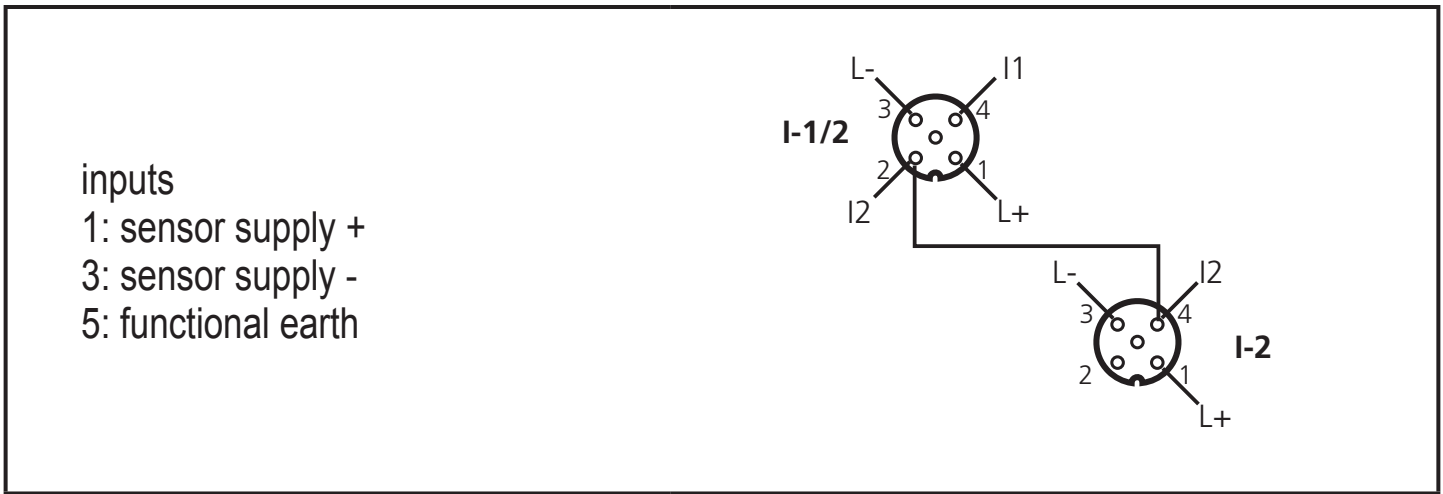 inputs
1: sensor supply +
3: sensor supply -
5: functional earth
L- I1
3 4
I-1/2
2 1
I2 L+
L- I2
3 4
I-2
2 1
L+